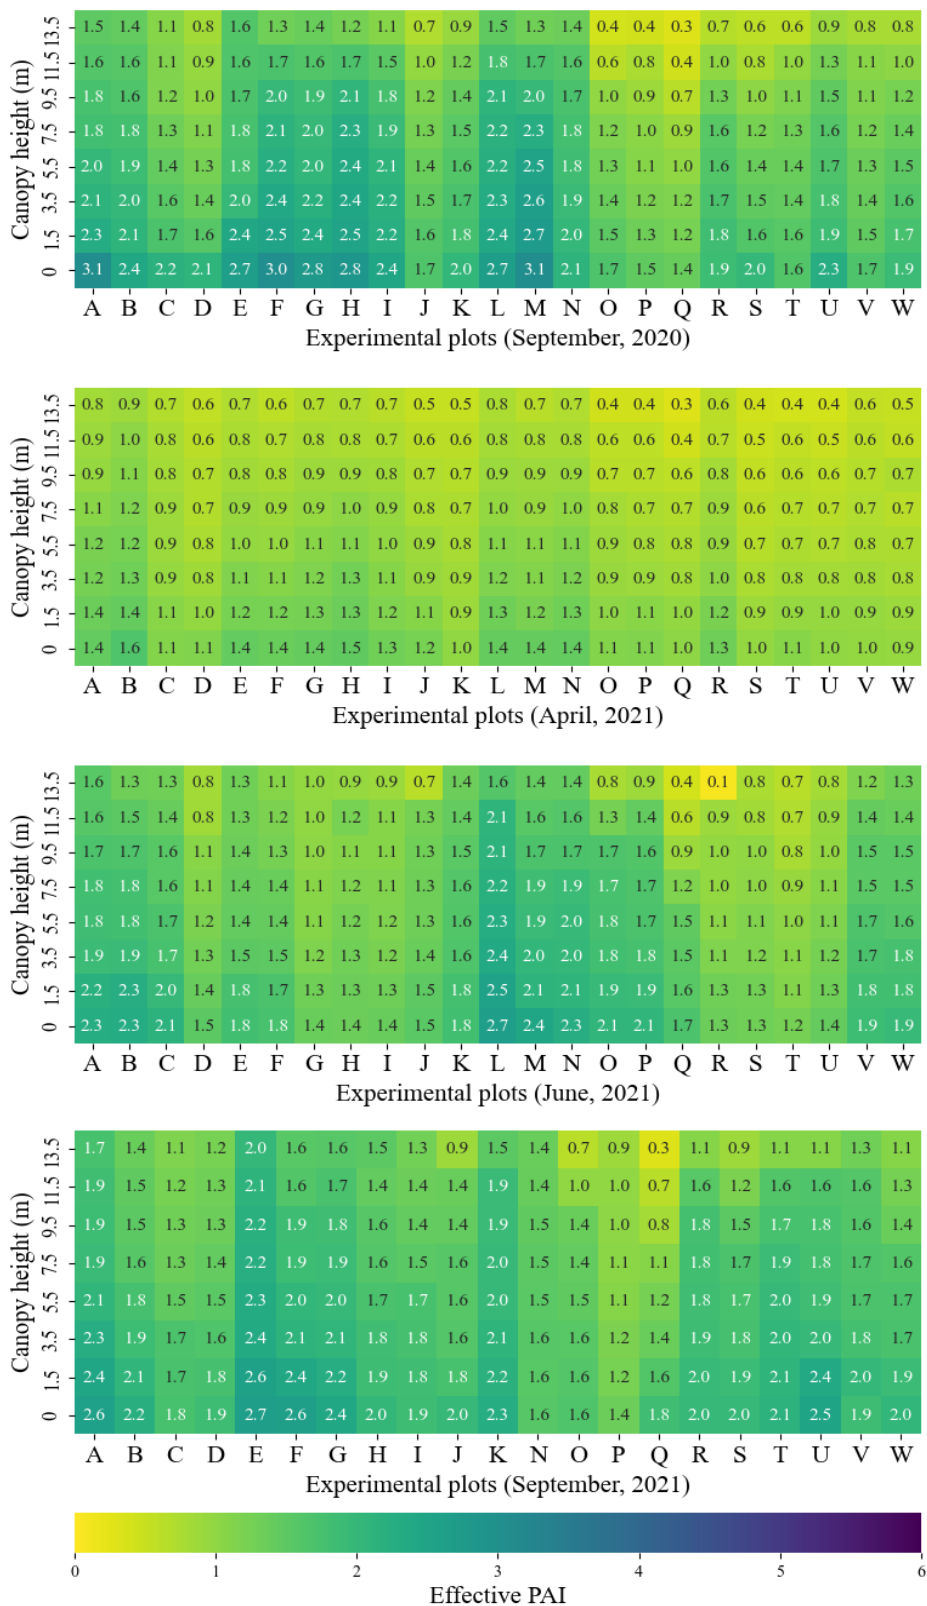 Canopy height (m)
13.5 1.5 1.4 1.1 0.8 1.6 1.3 1.4 1.2 1.1 0.7 0.9 1.5 1.3 1.4 0.4 0.4 0.3 0.7 0.6 0.6 0.9 0.8 0.8
11.5 1.6 1.6 1.1 0.9 1.6 1.7 1.6 1.7 1.5 1.0 1.2 1.8 1.7 1.6 0.6 0.8 0.4 1.0 0.8 1.0 1.3 1.1 1.0
9.5 1.8 1.6 1.2 1.0 1.7 2.0 1.9 2.1 1.8 1.2 1.4 2.1 2.0 1.7 1.0 0.9 0.7 1.3 1.0 1.1 1.5 1.1 1.2
7.5 1.8 1.8 1.3 1.1 1.8 2.1 2.0 2.3 1.9 1.3 1.5 2.2 2.3 1.8 1.2 1.0 0.9 1.6 1.2 1.3 1.6 1.2 1.4
5.5 2.0 1.9 1.4 1.3 1.8 2.2 2.0 2.4 2.1 1.4 1.6 2.2 2.5 1.8 1.3 1.1 1.0 1.6 1.4 1.4 1.7 1.3 1.5
3.5 2.1 2.0 1.6 1.4 2.0 2.4 2.2 2.4 2.2 1.5 1.7 2.3 2.6 1.9 1.4 1.2 1.2 1.7 1.5 1.4 1.8 1.4 1.6
1.5 2.3 2.1 1.7 1.6 2.4 2.5 2.4 2.5 2.2 1.6 1.8 2.4 2.7 2.0 1.5 1.3 1.2 1.8 1.6 1.6 1.9 1.5 1.7
0 3.1 2.4 2.2 2.1 2.7 3.0 2.8 2.8 2.4 1.7 2.0 2.7 3.1 2.1 1.7 1.5 1.4 1.9 2.0 1.6 2.3 1.7 1.9
A B C D E F G H I J K L M N O P Q R S T U V W
Experimental plots (September, 2020)
Canopy height (m)
13.5 0.8 0.9 0.7 0.6 0.7 0.6 0.7 0.7 0.7 0.5 0.5 0.8 0.7 0.7 0.4 0.4 0.3 0.6 0.4 0.4 0.4 0.6 0.5
11.5 0.9 1.0 0.8 0.6 0.8 0.7 0.8 0.8 0.7 0.6 0.6 0.8 0.8 0.8 0.6 0.6 0.4 0.7 0.5 0.6 0.5 0.6 0.6
9.5 0.9 1.1 0.8 0.7 0.8 0.8 0.9 0.9 0.8 0.7 0.7 0.9 0.9 0.9 0.7 0.7 0.6 0.8 0.6 0.6 0.6 0.7 0.7
7.5 1.1 1.2 0.9 0.7 0.9 0.9 0.9 1.0 0.9 0.8 0.7 1.0 0.9 1.0 0.8 0.7 0.7 0.9 0.6 0.7 0.7 0.7 0.7
5.5 1.2 1.2 0.9 0.8 1.0 1.0 1.1 1.1 1.0 0.9 0.8 1.1 1.1 1.1 0.9 0.8 0.8 0.9 0.7 0.7 0.7 0.8 0.7
3.5 1.2 1.3 0.9 0.8 1.1 1.1 1.2 1.3 1.1 0.9 0.9 1.2 1.1 1.2 0.9 0.9 0.8 1.0 0.8 0.8 0.8 0.8 0.8
1.5 1.4 1.4 1.1 1.0 1.2 1.2 1.3 1.3 1.2 1.1 0.9 1.3 1.2 1.3 1.0 1.1 1.0 1.2 0.9 0.9 1.0 0.9 0.9
0 1.4 1.6 1.1 1.1 1.4 1.4 1.4 1.5 1.3 1.2 1.0 1.4 1.4 1.4 1.1 1.1 1.0 1.3 1.0 1.1 1.0 1.0 0.9
A B C D E F G H I J K L M N O P Q R S T U V W
Experimental plots (April, 2021)
Canopy height (m)
13.5 1.6 1.3 1.3 0.8 1.3 1.1 1.0 0.9 0.9 0.7 1.4 1.6 1.4 1.4 0.8 0.9 0.4 0.1 0.8 0.7 0.8 1.2 1.3
11.5 1.6 1.5 1.4 0.8 1.3 1.2 1.0 1.2 1.1 1.3 1.4 2.1 1.6 1.6 1.3 1.4 0.6 0.9 0.8 0.7 0.9 1.4 1.4
9.5 1.7 1.7 1.6 1.1 1.4 1.3 1.0 1.1 1.1 1.3 1.5 2.1 1.7 1.7 1.7 1.6 0.9 1.0 1.0 0.8 1.0 1.5 1.5
7.5 1.8 1.8 1.6 1.1 1.4 1.4 1.1 1.2 1.1 1.3 1.6 2.2 1.9 1.9 1.7 1.7 1.2 1.0 1.0 0.9 1.1 1.5 1.5
5.5 1.8 1.8 1.7 1.2 1.4 1.4 1.1 1.2 1.2 1.3 1.6 2.3 1.9 2.0 1.8 1.7 1.5 1.1 1.1 1.0 1.1 1.7 1.6
3.5 1.9 1.9 1.7 1.3 1.5 1.5 1.2 1.3 1.2 1.4 1.6 2.4 2.0 2.0 1.8 1.8 1.5 1.1 1.2 1.1 1.2 1.7 1.8
1.5 2.2 2.3 2.0 1.4 1.8 1.7 1.3 1.3 1.3 1.5 1.8 2.5 2.1 2.1 1.9 1.9 1.6 1.3 1.3 1.1 1.3 1.8 1.8
0 2.3 2.3 2.1 1.5 1.8 1.8 1.4 1.4 1.4 1.5 1.8 2.7 2.4 2.3 2.1 2.1 1.7 1.3 1.3 1.2 1.4 1.9 1.9
A B C D E F G H I J K L M N O P Q R S T U V W
Experimental plots (June, 2021)
Canopy height (m)
13.5 1.7 1.4 1.1 1.2 2.0 1.6 1.6 1.5 1.3 0.9 1.5 1.4 0.7 0.9 0.3 1.1 0.9 1.1 1.1 1.3 1.1
11.5 1.9 1.5 1.2 1.3 2.1 1.6 1.7 1.4 1.4 1.4 1.9 1.4 1.0 1.0 0.7 1.6 1.2 1.6 1.6 1.6 1.3
9.5 1.9 1.5 1.3 1.3 2.2 1.9 1.8 1.6 1.4 1.4 1.9 1.5 1.4 1.0 0.8 1.8 1.5 1.7 1.8 1.6 1.4
7.5 1.9 1.6 1.3 1.4 2.2 1.9 1.9 1.6 1.5 1.6 2.0 1.5 1.4 1.1 1.1 1.8 1.7 1.9 1.8 1.7 1.6
5.5 2.1 1.8 1.5 1.5 2.3 2.0 2.0 1.7 1.7 1.6 2.0 1.5 1.5 1.1 1.2 1.8 1.7 2.0 1.9 1.7 1.7
3.5 2.3 1.9 1.7 1.6 2.4 2.1 2.1 1.8 1.8 1.6 2.1 1.6 1.6 1.2 1.4 1.9 1.8 2.0 2.0 1.8 1.7
1.5 2.4 2.1 1.7 1.8 2.6 2.4 2.2 1.9 1.8 1.8 2.2 1.6 1.6 1.2 1.6 2.0 1.9 2.1 2.4 2.0 1.9
0 2.6 2.2 1.8 1.9 2.7 2.6 2.4 2.0 1.9 2.0 2.3 1.6 1.6 1.4 1.8 2.0 2.0 2.1 2.5 1.9 2.0
A B C D E F G H I J K N O P Q R S T U V W
Experimental plots (September, 2021)
0 1 2 3 4 5 6
Effective PAI